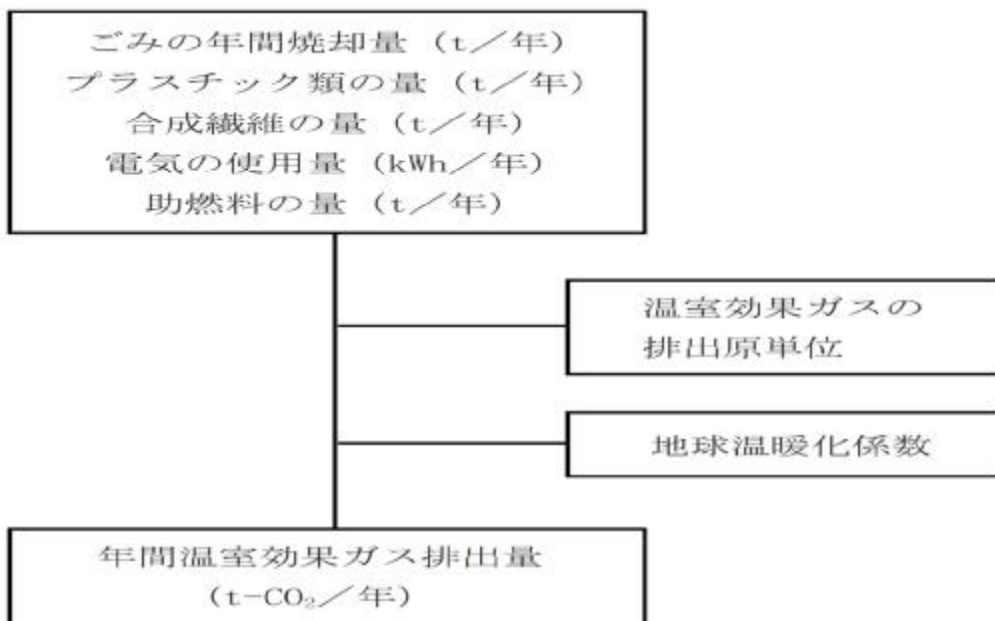 ごみの年間焼却量 (t／年)
プラスチック類の量 (t／年)
合成繊維の量 (t／年)
電気の使用量 (kWh／年)
助燃料の量 (t／年)
温室効果ガスの
排出原単位
地球温暖化係数
年間温室効果ガス排出量
(t-CO₂／年)